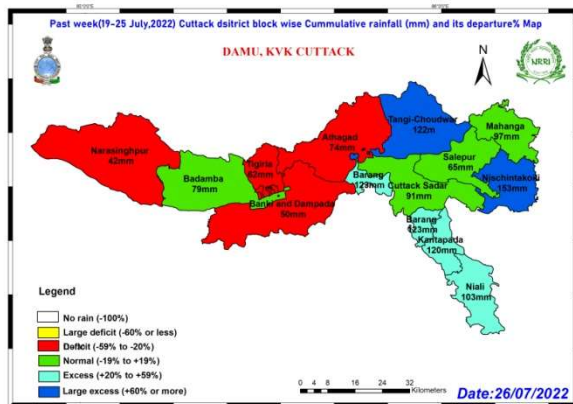 Past week(19-25 July,2022) Cuttack dsitrict block wise Cummulative rainfall (mm) and its departure% Map
DAMU, KVK CUTTACK
N
NRRI
Tangi-Choudwar
122m
Mahanga
97mm
Narasinghpur
42mm
Athagad
74mm
Badamba
79mm
Tigiria
62mm
Salepur
65mm
Nischintakoili
153mm
Barang
123mm
Cuttack Sadar
91mm
Banki and Dampada
50mm
Barang
123mm
Kantapada
120mm
Niali
103mm
Legend
No rain (-100%)
Large deficit (-60% or less)
Deficit (-59% to -20%)
Normal (-19% to +19%)
Excess (+20% to +59%)
Large excess (+60% or more)
0 4 8 16 24 32
Kilometers
Date:26/07/2022